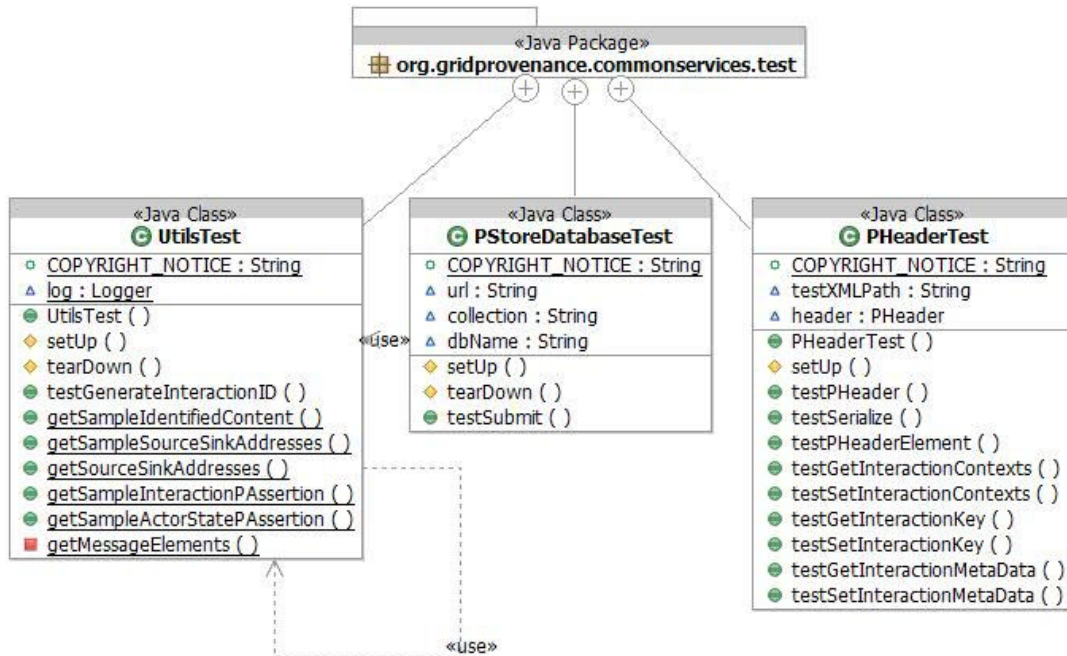 «Java Package»
org.gridprovenance.commonservices.test
«Java Class»
UtilsTest
COPYRIGHT_NOTICE : String
log : Logger
UtilsTest ( )
setUp ( )
tearDown ( )
testGenerateInteractionID ( )
getSampleIdentifiedContent ( )
getSampleSourceSinkAddresses ( )
getSourceSinkAddresses ( )
getSampleInteractionPAssertion ( )
getSampleActorStatePAssertion ( )
getMessageElements ( )
«use»
«Java Class»
PStoreDatabaseTest
COPYRIGHT_NOTICE : String
url : String
collection : String
dbName : String
setUp ( )
tearDown ( )
testSubmit ( )
«Java Class»
PHeaderTest
COPYRIGHT_NOTICE : String
testXMLPath : String
header : PHeader
PHeaderTest ( )
setUp ( )
testPHeader ( )
testSerialize ( )
testPHeaderElement ( )
testGetInteractionContexts ( )
testSetInteractionContexts ( )
testGetInteractionKey ( )
testSetInteractionKey ( )
testGetInteractionMetaData ( )
testSetInteractionMetaData ( )
«use»